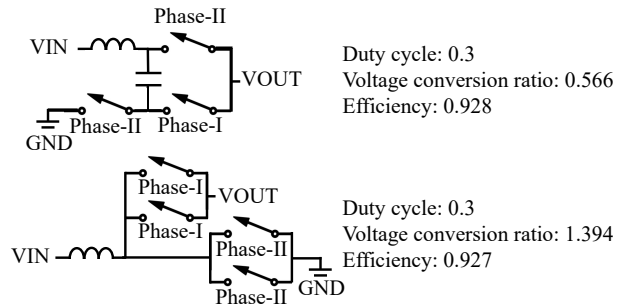 Phase-II
VIN
VOUT
Phase-II
Phase-I
GND
Duty cycle: 0.3
Voltage conversion ratio: 0.566
Efficiency: 0.928
Phase-I
VOUT
Phase-I
VIN
Phase-II
GND
Phase-II
Duty cycle: 0.3
Voltage conversion ratio: 1.394
Efficiency: 0.927